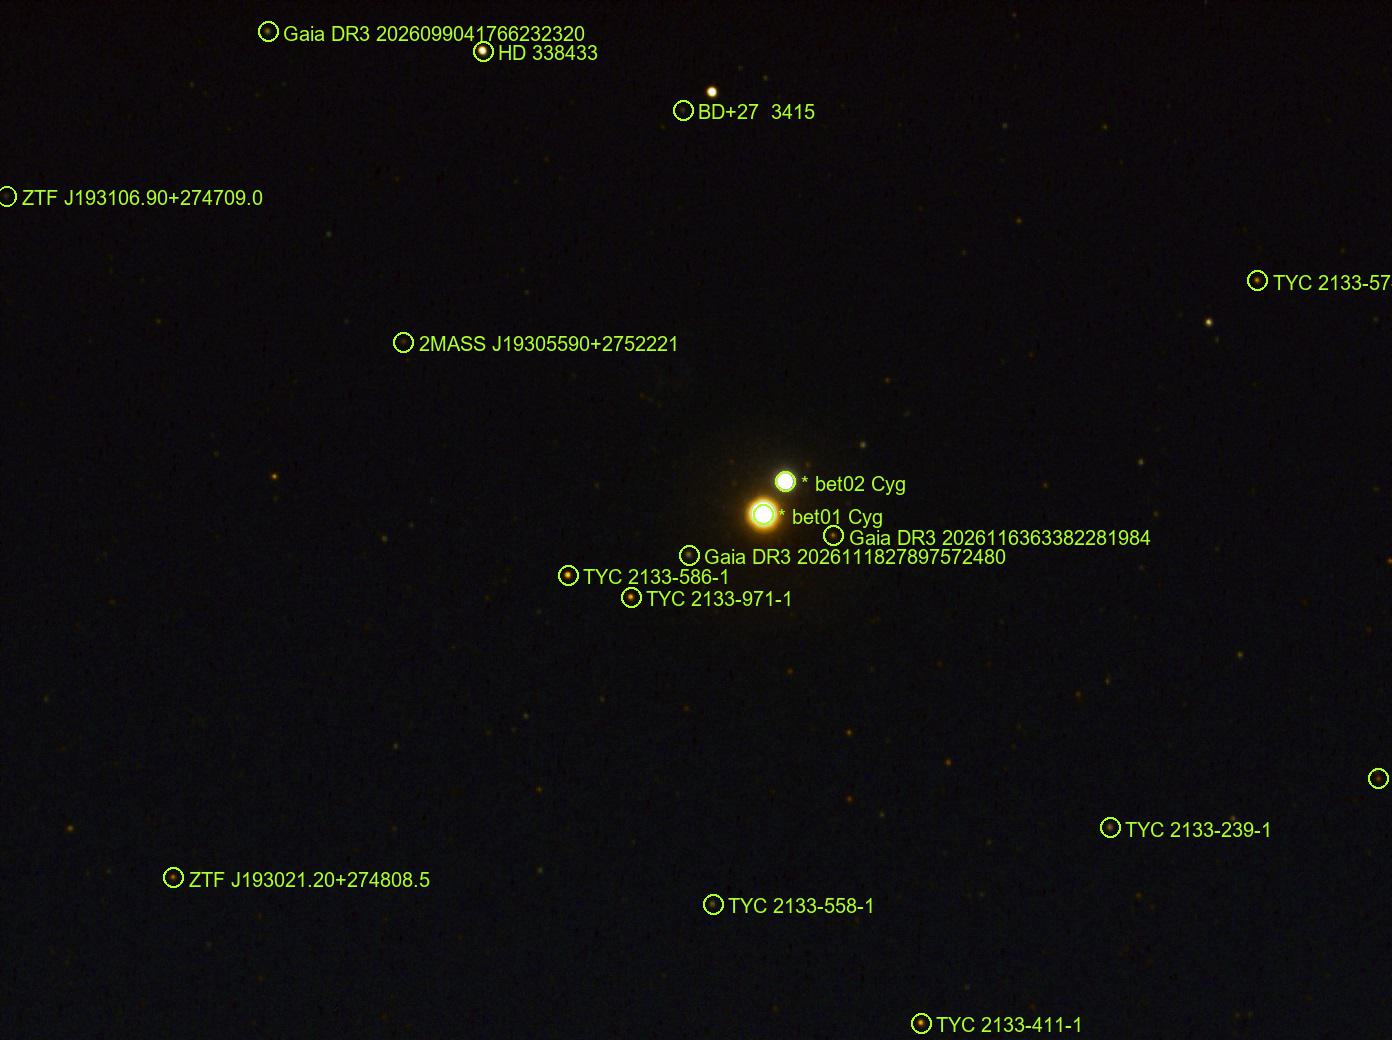 Gaia DR3 2026099041766232320
HD 338433
BD+27  3415
ZTF J193106.90+274709.0
TYC 2133-57
2MASS J19305590+2752221
* bet02 Cyg
* bet01 Cyg
Gaia DR3 2026116363382281984
Gaia DR3 2026111827897572480
TYC 2133-586-1
TYC 2133-971-1
TYC 2133-239-1
ZTF J193021.20+274808.5
TYC 2133-558-1
TYC 2133-411-1